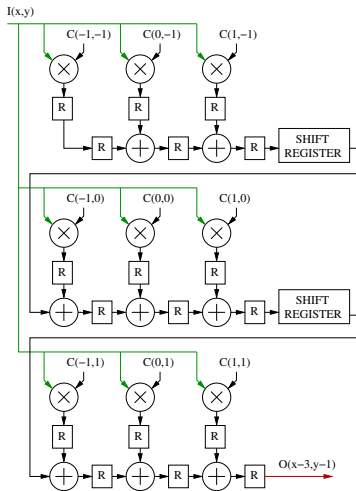 I(x,y)
C(−1,−1) C(0,−1) C(1,−1)
R R R
R R R SHIFT REGISTER
C(−1,0) C(0,0) C(1,0)
R R R
R R R SHIFT REGISTER
C(−1,1) C(0,1) C(1,1)
R R R
R R R O(x−3,y−1)